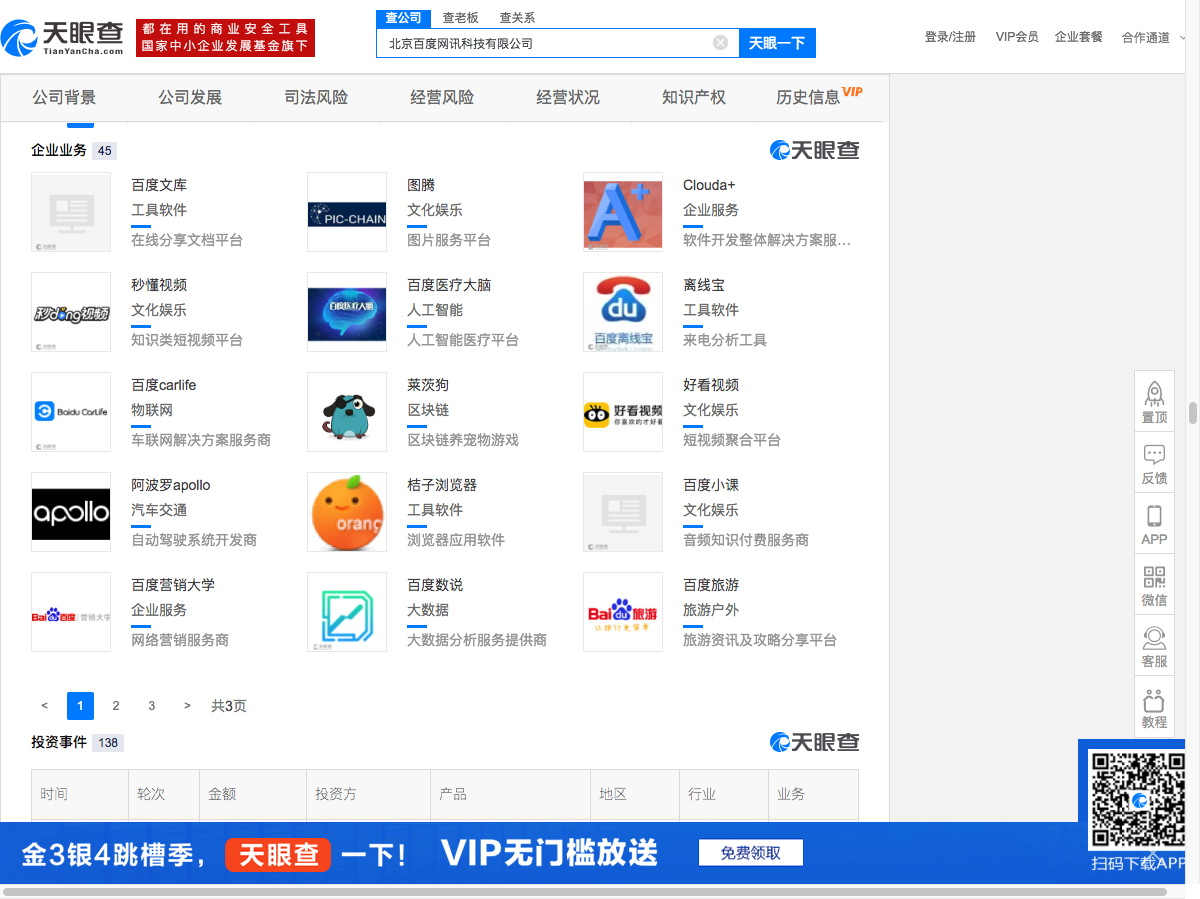 天眼查
TianYanCha.com
都在用的商业安全工具
国家中小企业发展基金旗下
查公司 查老板 查关系
北京百度网讯科技有限公司
天眼一下
登录/注册 VIP会员 企业套餐 合作通道
公司背景 公司发展 司法风险 经营风险 经营状况 知识产权 历史信息 VIP
企业业务 45
天眼查
百度文库
工具软件
在线分享文档平台
PIC-CHAIN
图腾
文化娱乐
图片服务平台
Clouda+
企业服务
软件开发整体解决方案服...
秒dong视频
秒懂视频
文化娱乐
知识类短视频平台
百度医疗大脑
百度医疗大脑
人工智能
人工智能医疗平台
du
百度离线宝
离线宝
工具软件
来电分析工具
Baidu CarLife
百度carlife
物联网
车联网解决方案服务商
莱茨狗
区块链
区块链养宠物游戏
好看视频
你喜欢的才好看
好看视频
文化娱乐
短视频聚合平台
apollo
阿波罗apollo
汽车交通
自动驾驶系统开发商
orang
桔子浏览器
工具软件
浏览器应用软件
百度小课
文化娱乐
音频知识付费服务商
Bai du 百度 营销大学
百度营销大学
企业服务
网络营销服务商
百度数说
大数据
大数据分析服务提供商
Bai du 旅游
百度旅游
旅游户外
旅游资讯及攻略分享平台
< 1 2 3 > 共3页
投资事件 138
天眼查
时间 轮次 金额 投资方 产品 地区 行业 业务
置顶
反馈
APP
微信
客服
教程
金3银4跳槽季，天眼查一下！ VIP无门槛放送 免费领取
扫码下载APP